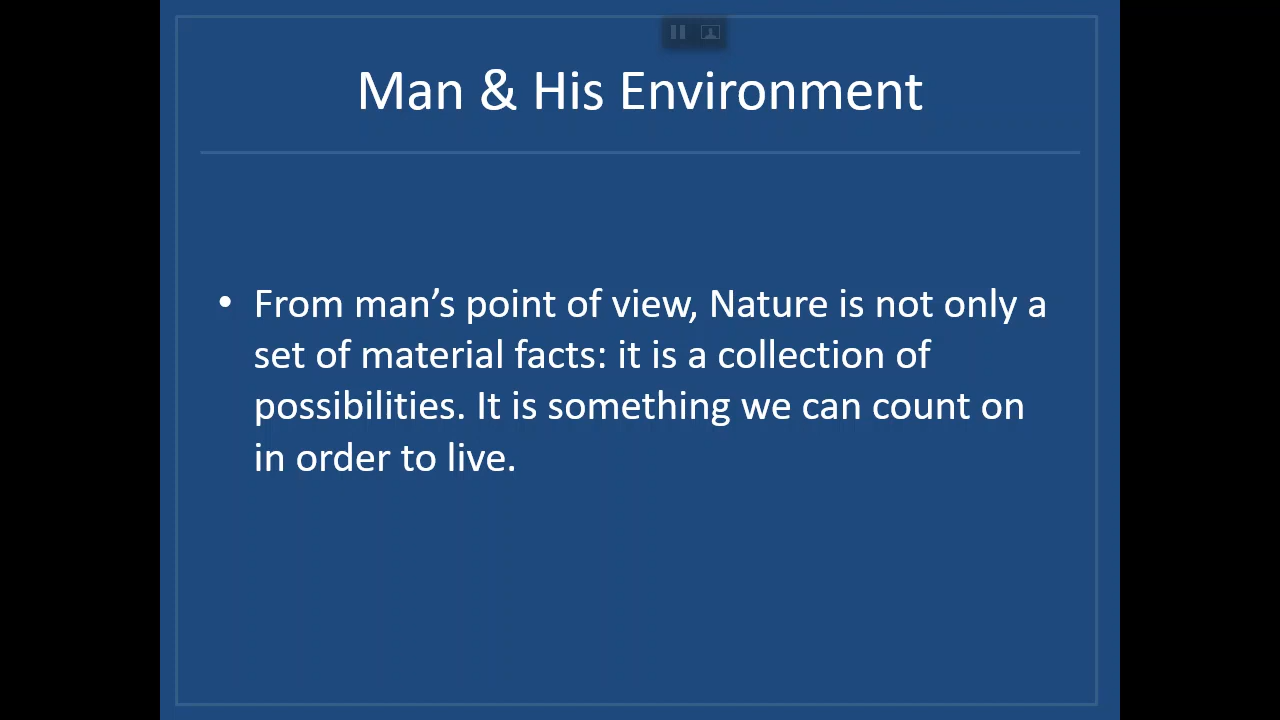 Man & His Environment
• From man’s point of view, Nature is not only a
set of material facts: it is a collection of
possibilities. It is something we can count on
in order to live.